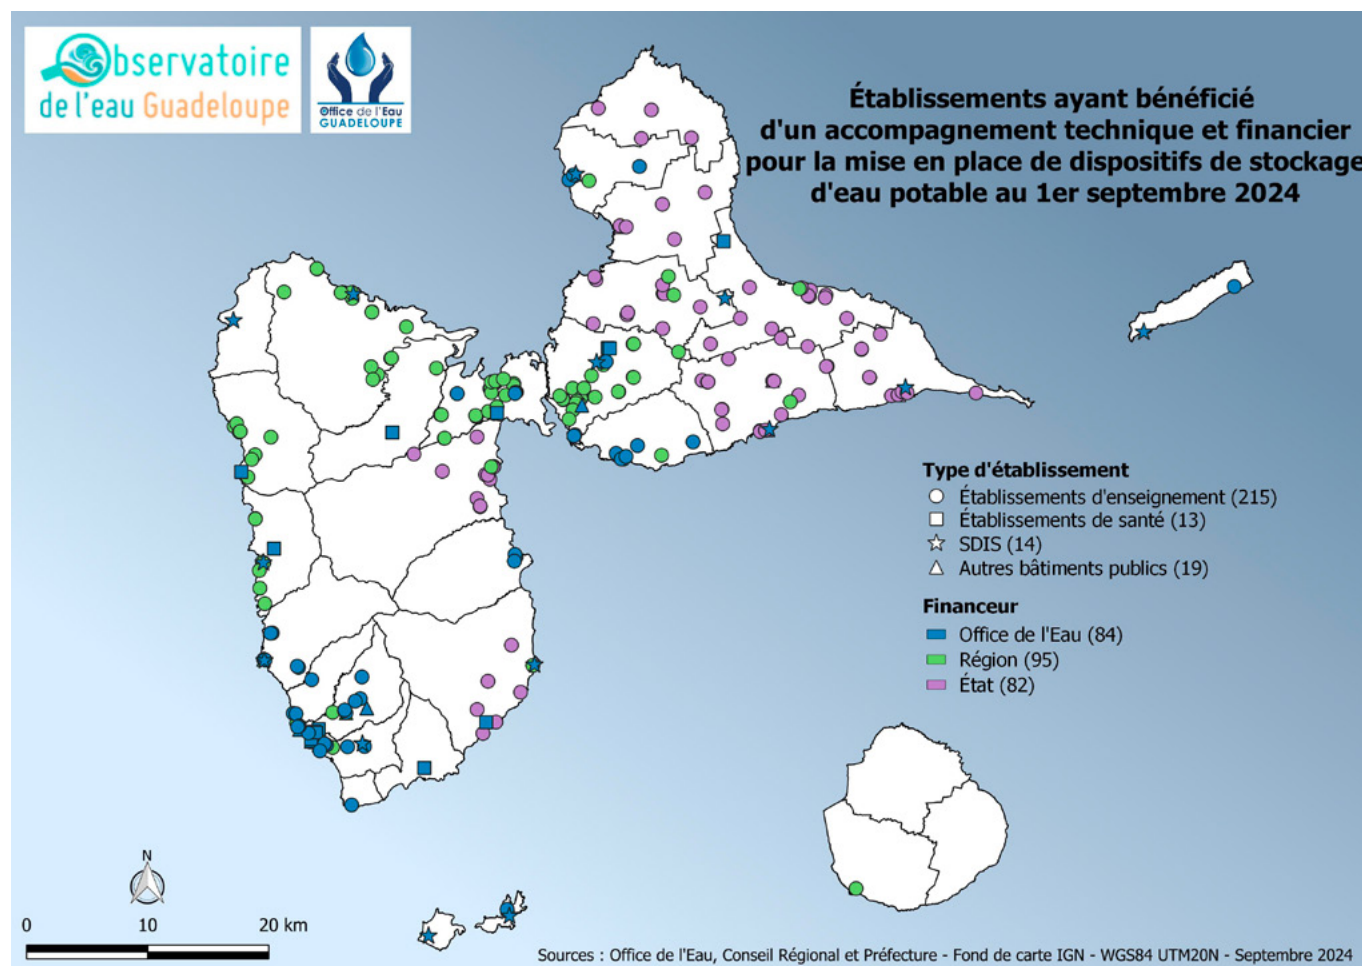 Observatoire
de l'eau Guadeloupe
Office de l'Eau
GUADELOUPE
Établissements ayant bénéficié
d'un accompagnement technique et financier
pour la mise en place de dispositifs de stockage
d'eau potable au 1er septembre 2024
Type d'établissement
Établissements d'enseignement (215)
Établissements de santé (13)
SDIS (14)
Autres bâtiments publics (19)
Financeur
Office de l'Eau (84)
Région (95)
État (82)
N
0 10 20 km
Sources : Office de l'Eau, Conseil Régional et Préfecture - Fond de carte IGN - WGS84 UTM20N - Septembre 2024